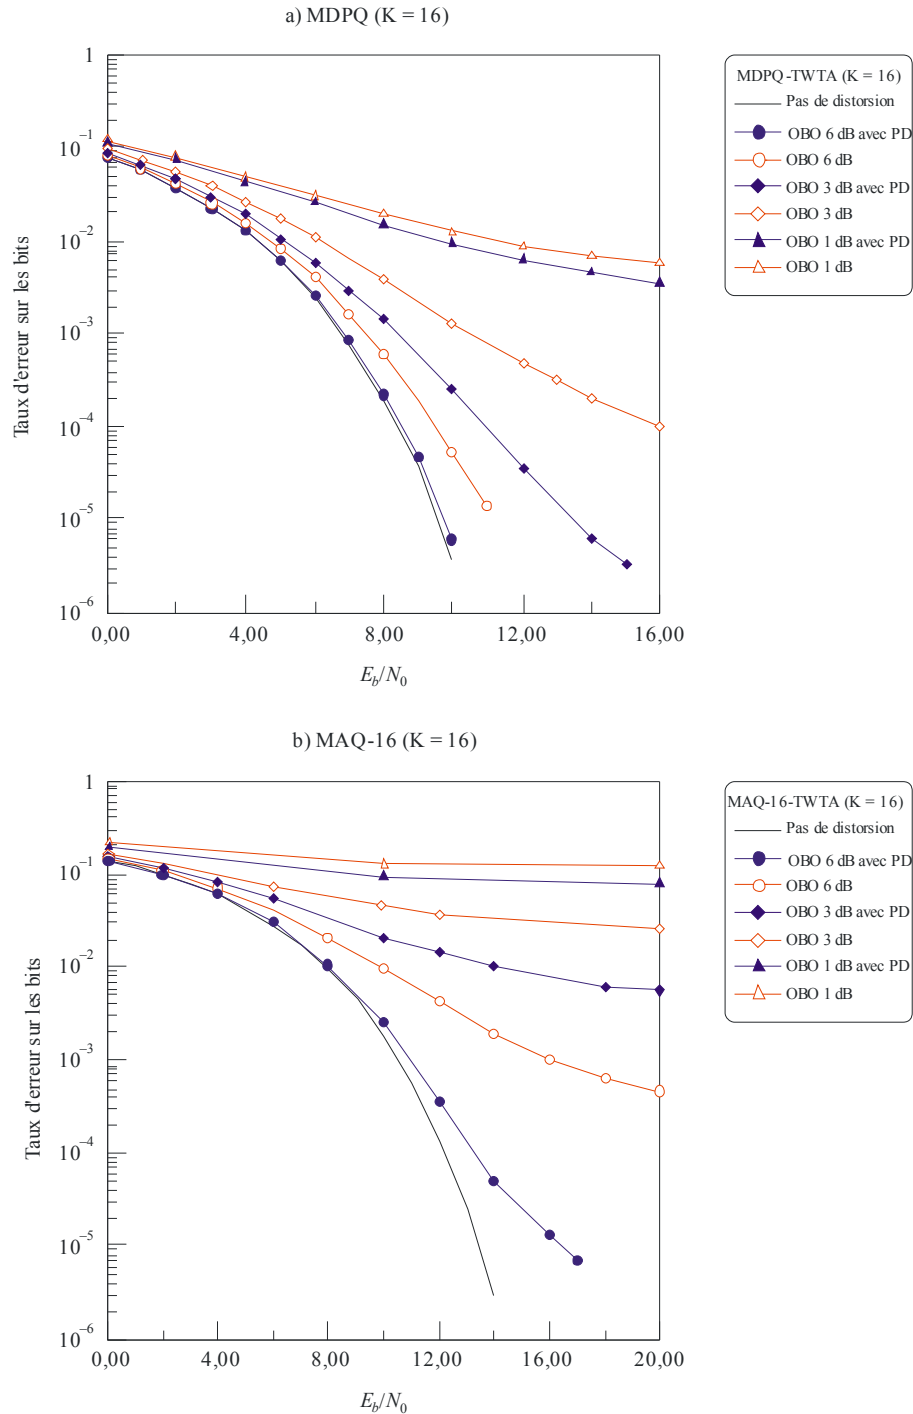 a) MDPQ (K = 16)
1
10–1
10–2
10–3
10–4
10–5
10–6
Taux d'erreur sur les bits
0,00 4,00 8,00 12,00 16,00
Eb/N0
MDPQ-TWTA (K = 16)
Pas de distorsion
OBO 6 dB avec PD
OBO 6 dB
OBO 3 dB avec PD
OBO 3 dB
OBO 1 dB avec PD
OBO 1 dB
b) MAQ-16 (K = 16)
1
10–1
10–2
10–3
10–4
10–5
10–6
Taux d'erreur sur les bits
0,00 4,00 8,00 12,00 16,00 20,00
Eb/N0
MAQ-16-TWTA (K = 16)
Pas de distorsion
OBO 6 dB avec PD
OBO 6 dB
OBO 3 dB avec PD
OBO 3 dB
OBO 1 dB avec PD
OBO 1 dB